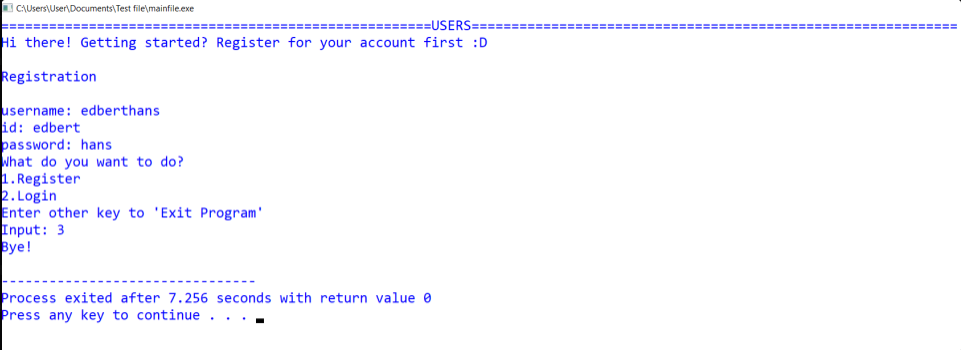 C:\Users\User\Documents\Test file\mainfile.exe
======================================================USERS=============================================================
Hi there! Getting started? Register for your account first :D
Registration
username: edberthans
id: edbert
password: hans
What do you want to do?
1.Register
2.Login
Enter other key to 'Exit Program'
Input: 3
Bye!
--------------------------------
Process exited after 7.256 seconds with return value 0
Press any key to continue . . .